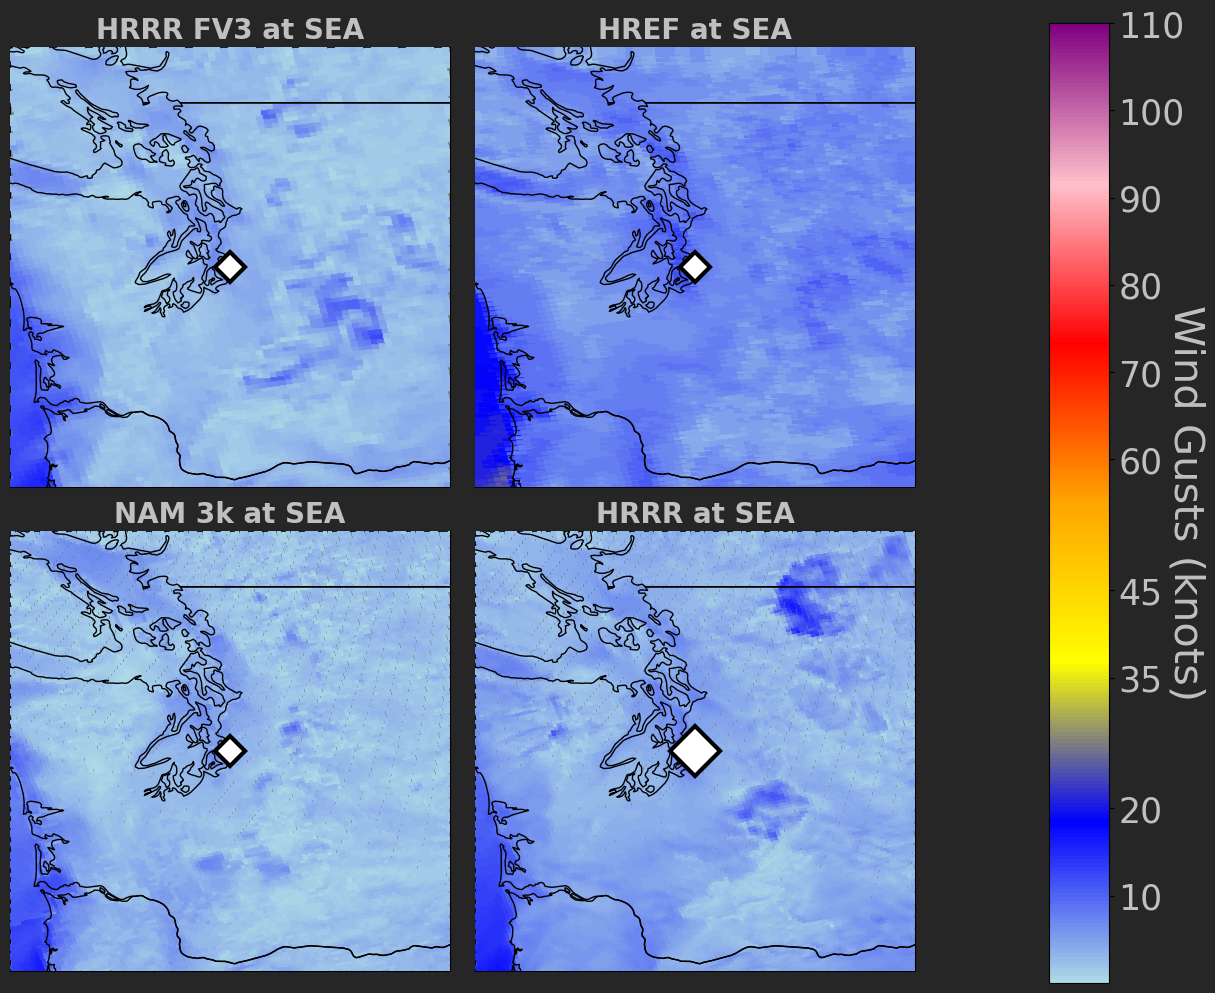 HRRR FV3 at SEA
HREF at SEA
NAM 3k at SEA
HRRR at SEA
110
100
90
80
70
60
45
35
20
10
Wind Gusts (knots)